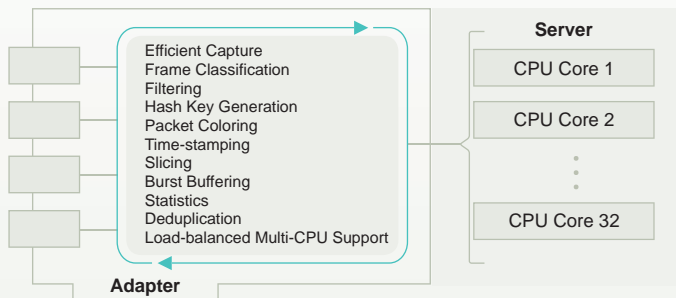 Efficient Capture
Frame Classification
Filtering
Hash Key Generation
Packet Coloring
Time-stamping
Slicing
Burst Buffering
Statistics
Deduplication
Load-balanced Multi-CPU Support
Adapter
Server
CPU Core 1
CPU Core 2
CPU Core 32